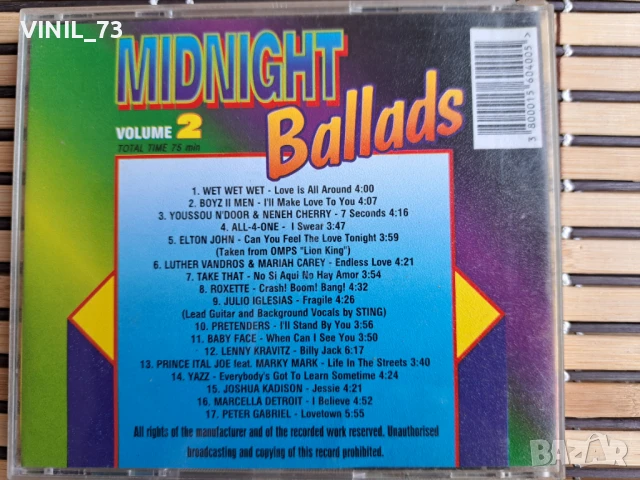 VINIL_73
MIDNIGHT
Ballads
VOLUME 2
TOTAL TIME 75 min
3800015604005>
1. WET WET WET - Love is All Around 4:00
2. BOYZ II MEN - I'll Make Love To You 4:07
3. YOUSSOU N'DOOR & NENEH CHERRY - 7 Seconds 4:16
4. ALL-4-ONE - I Swear 3:47
5. ELTON JOHN - Can You Feel The Love Tonight 3:59
(Taken from OMPS "Lion King")
6. LUTHER VANDROS & MARIAH CAREY - Endless Love 4:21
7. TAKE THAT - No Si Aqui No Hay Amor 3:54
8. ROXETTE - Crash! Boom! Bang! 4:32
9. JULIO IGLESIAS - Fragile 4:26
(Lead Guitar and Background Vocals by STING)
10. PRETENDERS - I'll Stand By You 3:56
11. BABY FACE - When Can I See You 3:50
12. LENNY KRAVITZ - Billy Jack 6:17
13. PRINCE ITAL JOE feat. MARKY MARK - Life In The Streets 3:40
14. YAZZ - Everybody's Got To Learn Sometime 4:24
15. JOSHUA KADISON - Jessie 4:21
16. MARCELLA DETROIT - I Believe 4:52
17. PETER GABRIEL - Lovetown 5:55
All rights of the manufacturer and of the recorded work reserved. Unauthorised
broadcasting and copying of this record prohibited.
BAZAR